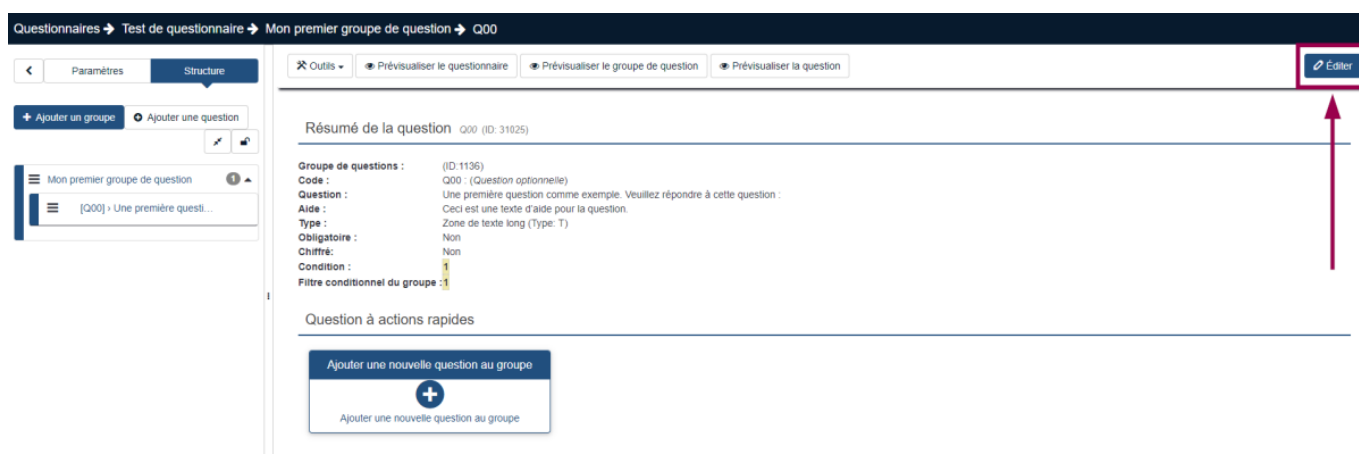 Questionnaires → Test de questionnaire → Mon premier groupe de question → Q00
Paramètres Structure
Outils Prévisualiser le questionnaire Prévisualiser le groupe de question Prévisualiser la question Éditer
+ Ajouter un groupe Ajouter une question
Mon premier groupe de question 1
[Q00] › Une première questi...
Résumé de la question Q00 (ID: 31025)
Groupe de questions : (ID:1136)
Code : Q00 : (Question optionnelle)
Question : Une première question comme exemple. Veuillez répondre à cette question :
Aide : Ceci est une texte d'aide pour la question.
Type : Zone de texte long (Type: T)
Obligatoire : Non
Chiffré: Non
Condition : 1
Filtre conditionnel du groupe : 1
Question à actions rapides
Ajouter une nouvelle question au groupe
Ajouter une nouvelle question au groupe